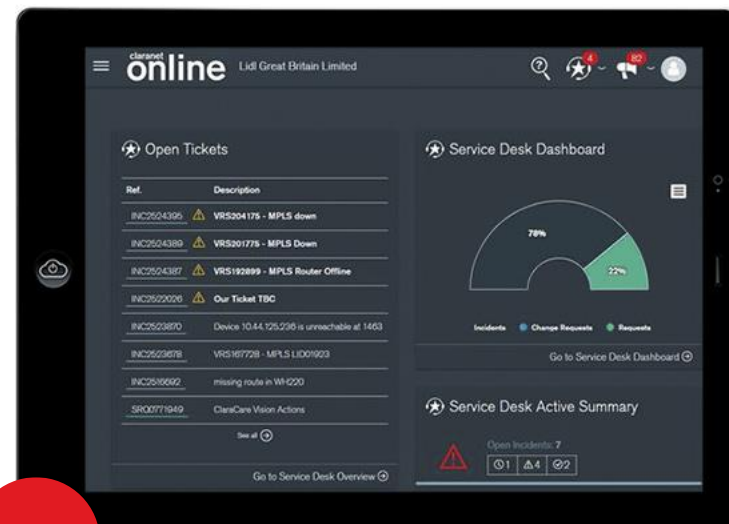 claranet
online
Lidl Great Britain Limited
4
82
Open Tickets
Ref. Description
INC2524395 VRS204175 - MPLS down
INC2524389 VRS201775 - MPLS Down
INC2524387 VRS192899 - MPLS Router Offline
INC2522026 Our Ticket TBC
INC2523870 Device 10.44.125.236 is unreachable at 1463
INC2523678 VRS167728 - MPLS LID01923
INC2516692 missing route in WH220
SRQ0771949 ClaraCare Vision Actions
See all
Go to Service Desk Overview
Service Desk Dashboard
78%
22%
Incidents Change Requests Requests
Go to Service Desk Dashboard
Service Desk Active Summary
Open Incidents: 7
1 4 2